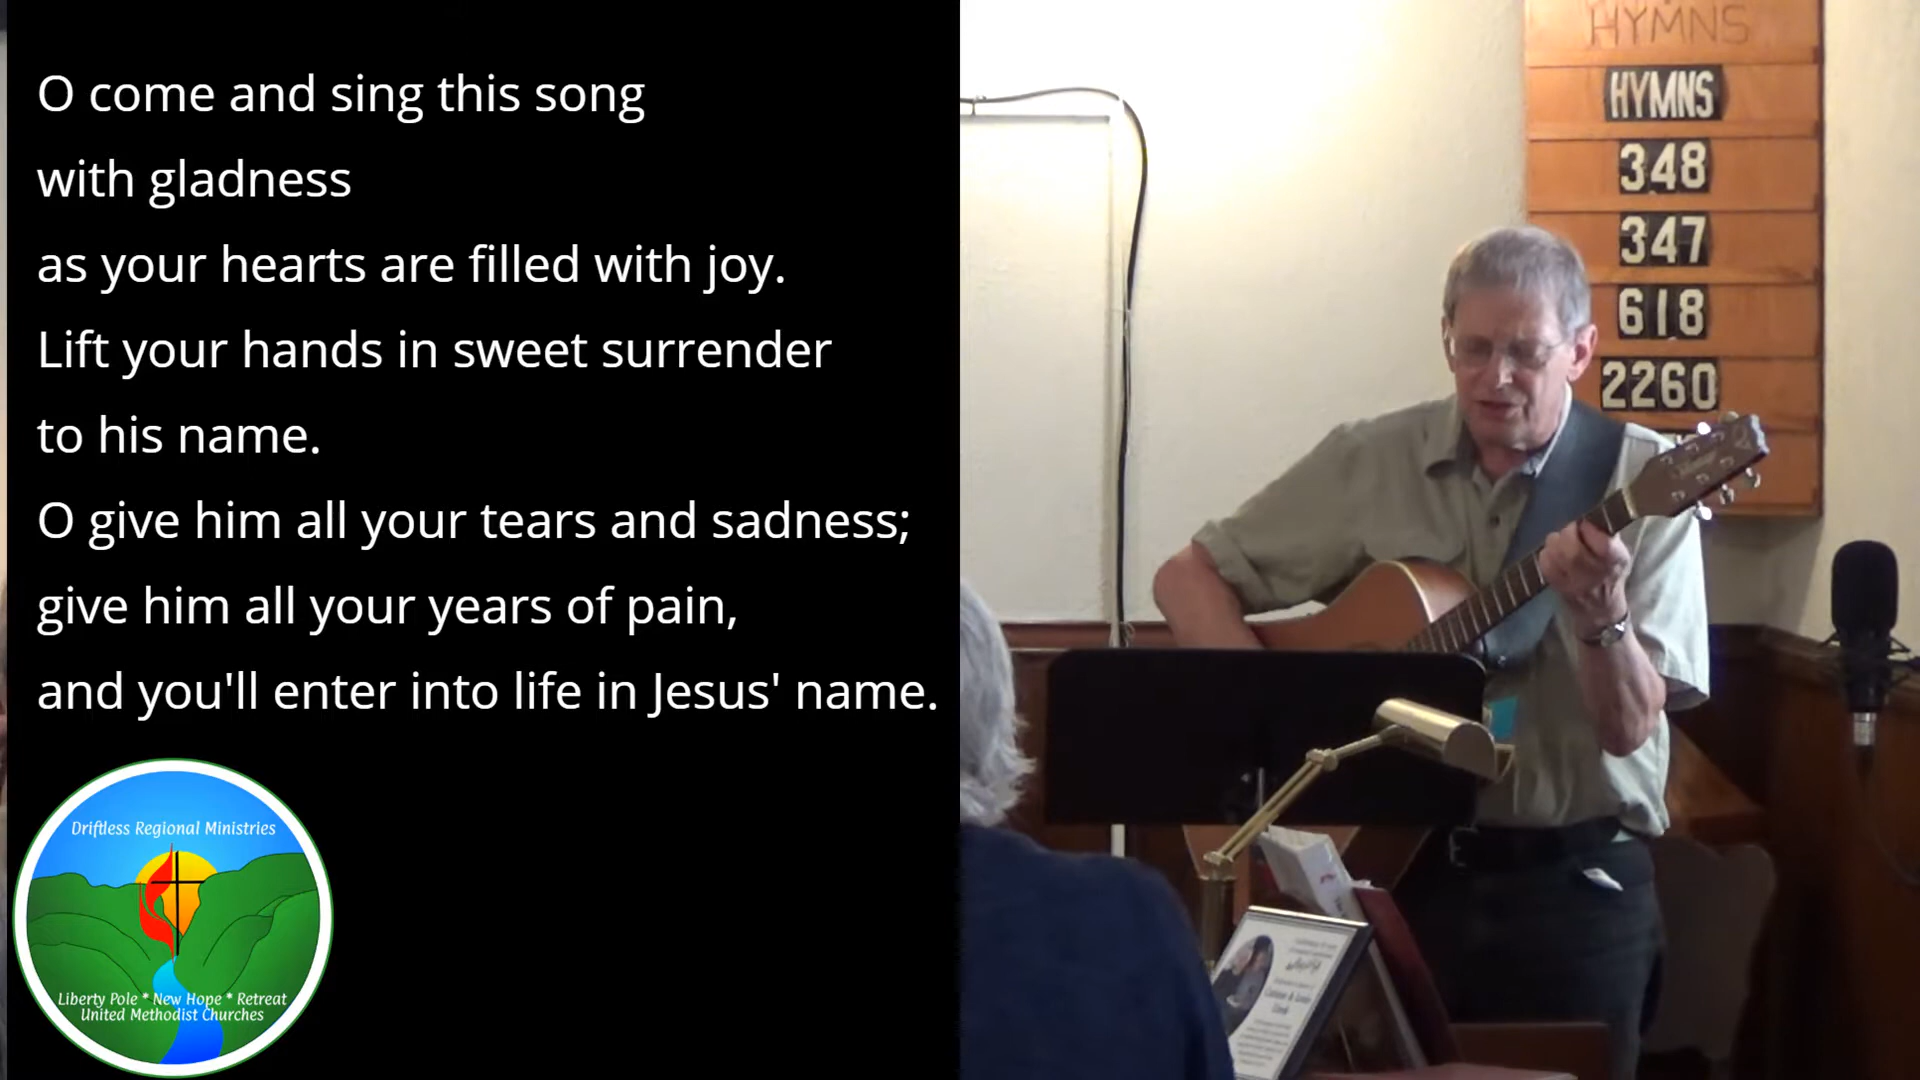 O come and sing this song
with gladness
as your hearts are filled with joy.
Lift your hands in sweet surrender
to his name.
O give him all your tears and sadness;
give him all your years of pain,
and you'll enter into life in Jesus' name.
Driftless Regional Ministries
Liberty Pole * New Hope * Retreat
United Methodist Churches
HYMNS
HYMNS
348
347
618
2260